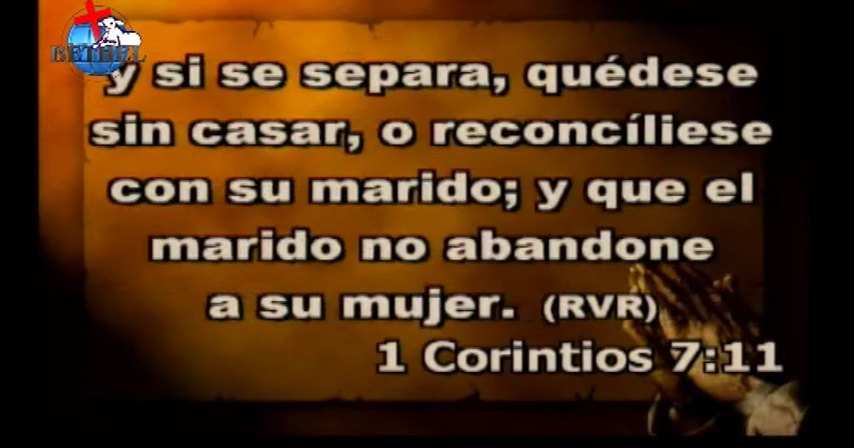 BETHEL
y si se separa, quédese
sin casar, o reconcíliese
con su marido; y que el
marido no abandone
a su mujer. (RVR)
1 Corintios 7:11